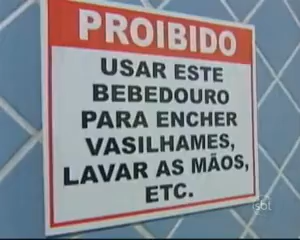 PROIBIDO
USAR ESTE
BEBEDOURO
PARA ENCHER
VASILHAMES,
LAVAR AS MÃOS,
ETC.